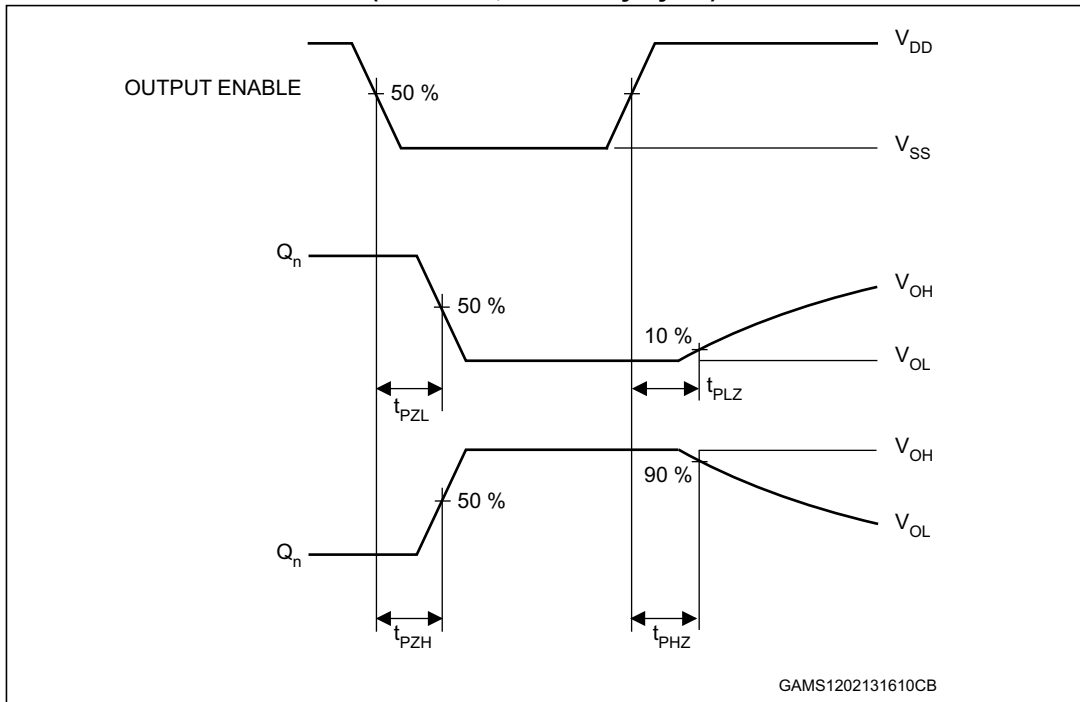 V_DD
OUTPUT ENABLE
50 %
V_SS
Q_n
V_OH
50 %
10 %
V_OL
t_PZL
t_PLZ
V_OH
90 %
50 %
V_OL
Q_n
t_PZH
t_PHZ
GAMS1202131610CB